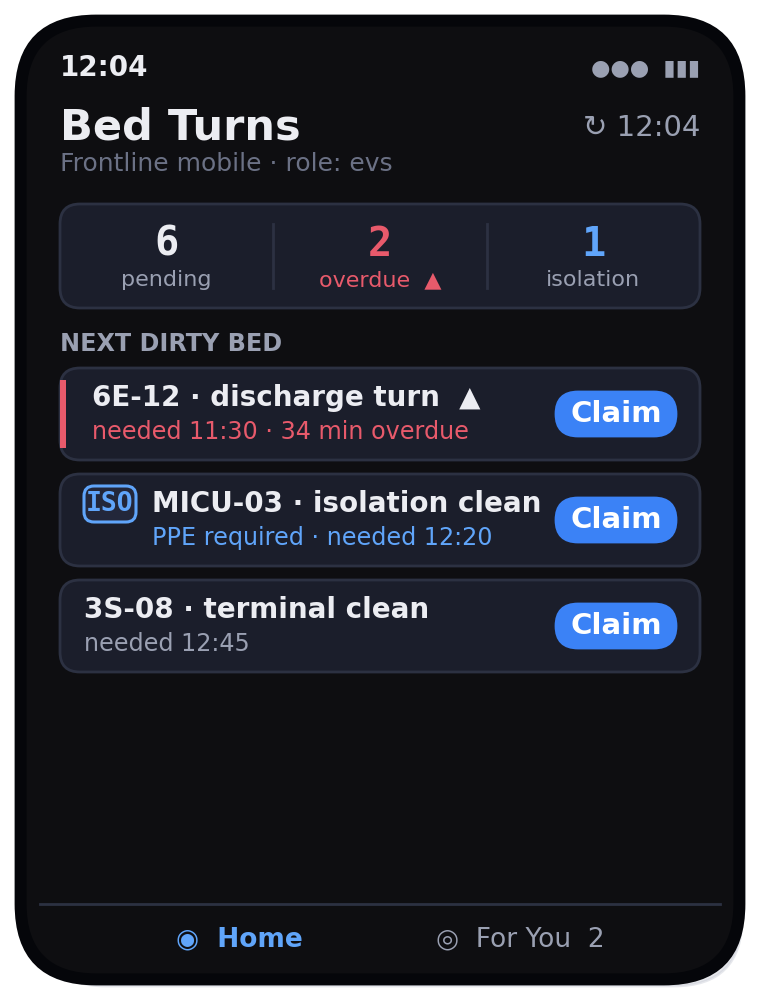 12:04
Bed Turns
↻ 12:04
Frontline mobile · role: evs
6
pending
2
overdue ▲
1
isolation
NEXT DIRTY BED
6E-12 · discharge turn ▲
needed 11:30 · 34 min overdue
Claim
ISO
MICU-03 · isolation clean
PPE required · needed 12:20
Claim
3S-08 · terminal clean
needed 12:45
Claim
◉ Home
◎ For You 2